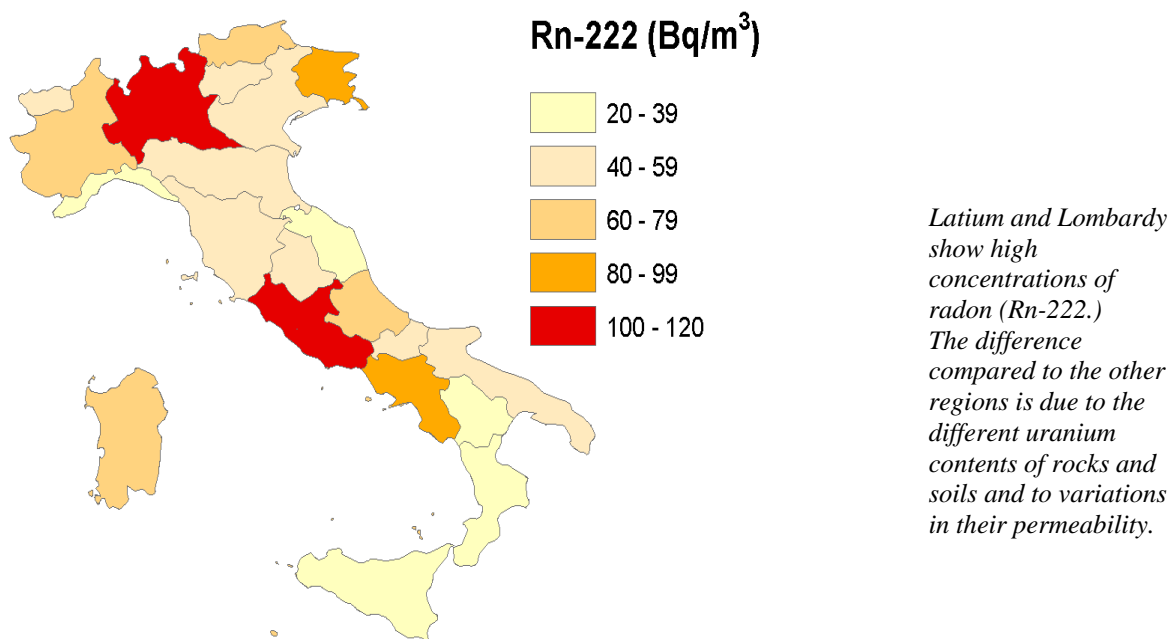 Rn-222 (Bq/m³)
20 - 39
40 - 59
60 - 79
80 - 99
100 - 120
Latium and Lombardy
show high
concentrations of
radon (Rn-222.)
The difference
compared to the other
regions is due to the
different uranium
contents of rocks and
soils and to variations
in their permeability.